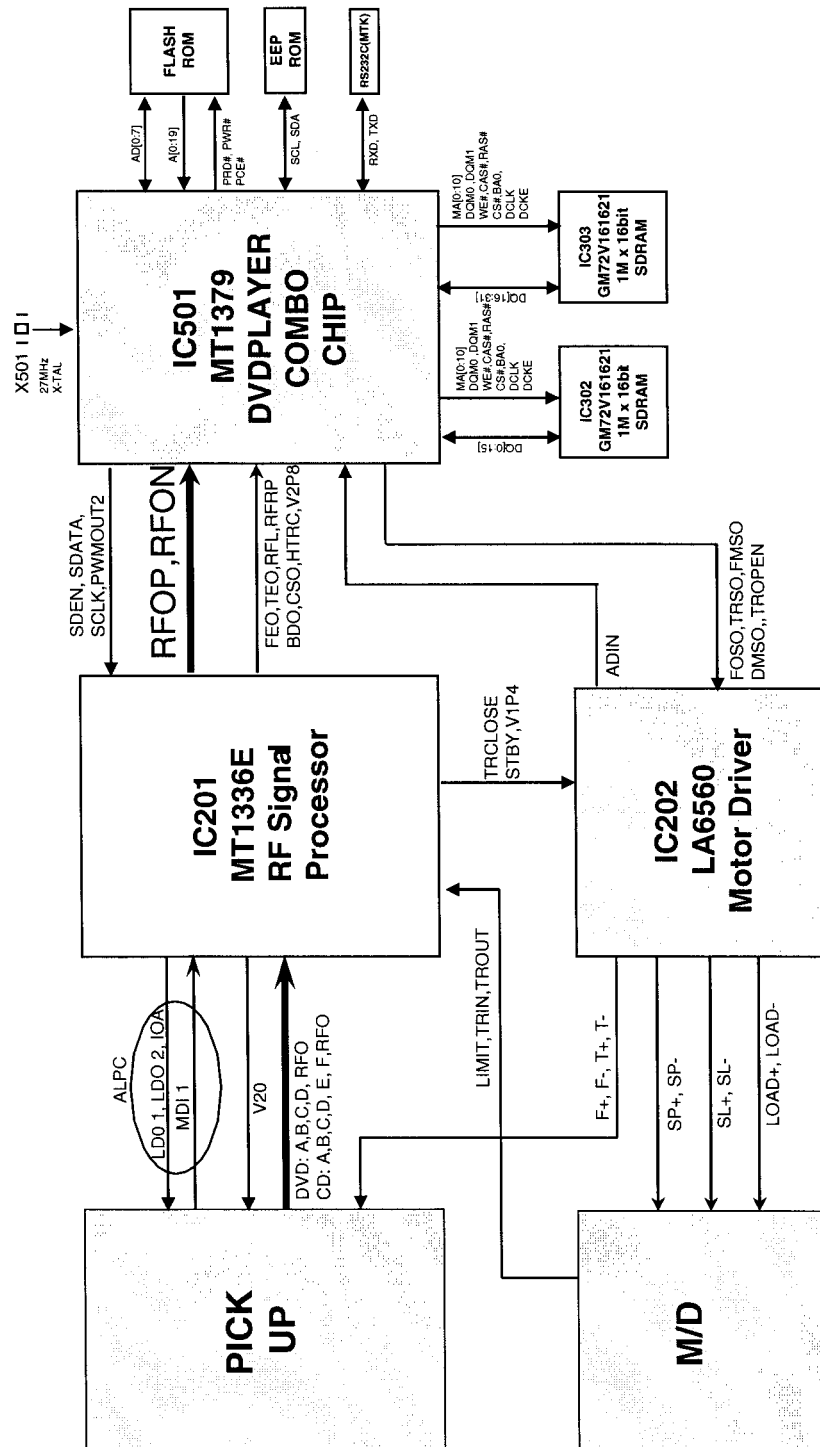 PICK
UP
M/D
ALPC
LD0 1, LDO 2, IOA
MDI 1
V20
DVD: A,B,C,D, RFO
CD: A,B,C,D, E, F,RFO
LIMIT,TRIN,TROUT
F+, F-, T+, T-
SP+, SP-
SL+, SL-
LOAD+, LOAD-
IC201
MT1336E
RF Signal
Processor
TRCLOSE
STBY,V1P4
IC202
LA6560
Motor Driver
SDEN, SDATA,
SCLK,PWMOUT2
RFOP,RFON
FEO,TEO,RFL,RFRP
BDO,CSO,HTRC,V2P8
ADIN
FOSO,TRSO,FMSO
DMSO,,TROPEN
X501
27MHz
X-TAL
IC501
MT1379
DVDPLAYER
COMBO
CHIP
MA[0:10]
DQM0 ,DQM1
WE#,CAS#,RAS#
CS#,BA0,
DCLK
DCKE
DQ[0:15]
IC302
GM72V161621
1M x 16bit
SDRAM
MA[0:10]
DQM0 ,DQM1
WE#,CAS#,RAS#
CS#,BA0,
DCLK
DCKE
DQ[16:31]
IC303
GM72V161621
1M x 16bit
SDRAM
AD[0:7]
A[0:19]
PRD#, PWR#
PCE#
SCL, SDA
RXD, TXD
FLASH
ROM
EEP
ROM
RS232C(MTK)